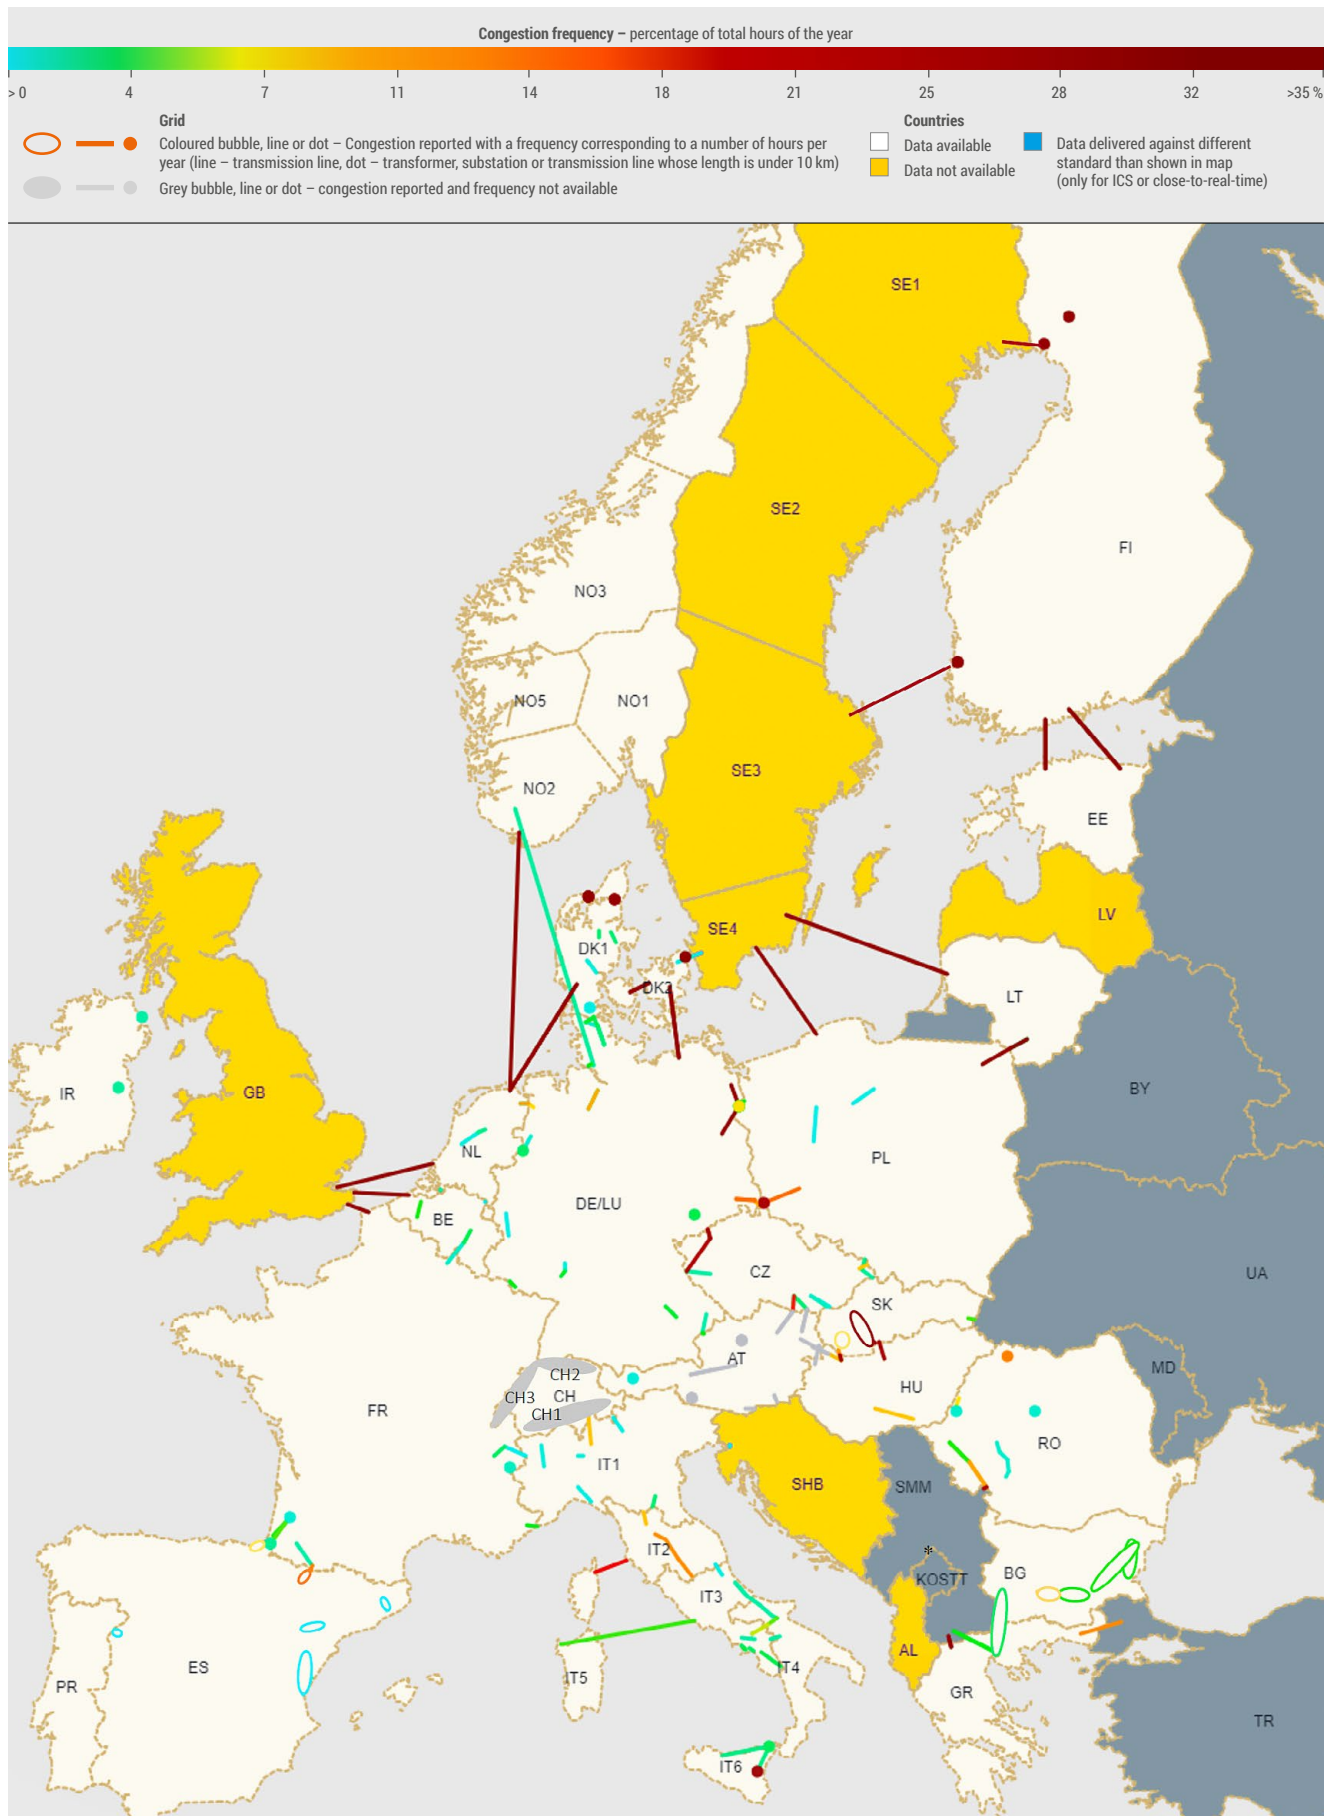 Congestion frequency – percentage of total hours of the year
> 0 4 7 11 14 18 21 25 28 32 >35 %
Grid
Coloured bubble, line or dot – Congestion reported with a frequency corresponding to a number of hours per
year (line – transmission line, dot – transformer, substation or transmission line whose length is under 10 km)
Grey bubble, line or dot – congestion reported and frequency not available
Countries
Data available
Data not available
Data delivered against different
standard than shown in map
(only for ICS or close-to-real-time)
SE1
SE2
FI
NO3
NO5
NO1
SE3
NO2
EE
LV
SE4
DK1
DK2
LT
IR
GB
BY
NL
PL
BE
DE/LU
CZ
UA
SK
AT
MD
CH2
CH
CH3
CH1
HU
FR
RO
IT1
SHB
SMM
IT2
*
KOSTT
BG
IT3
AL
ES
PR
IT5
IT4
GR
TR
IT6